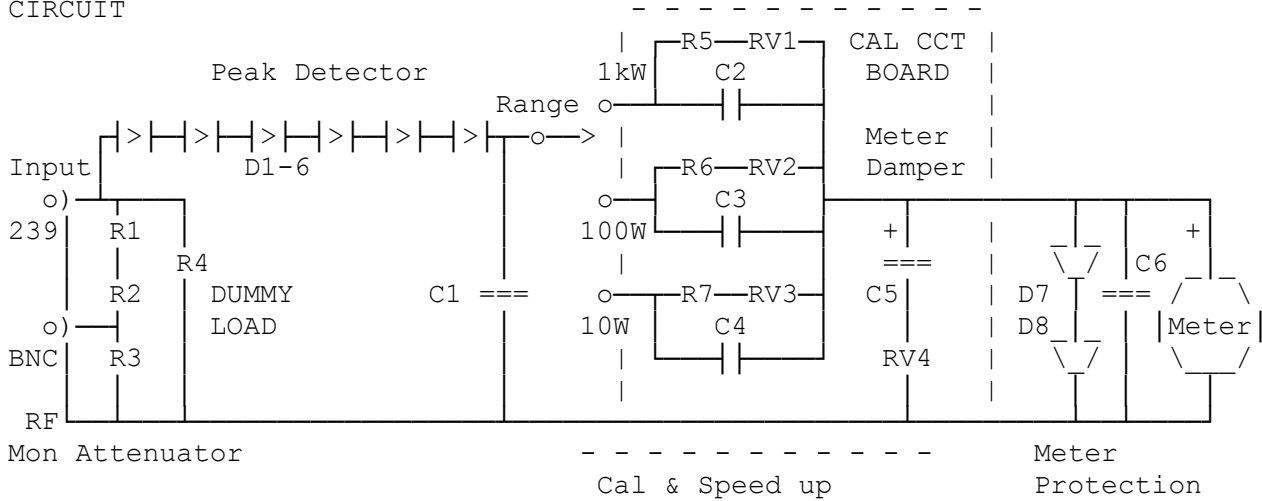 CIRCUIT
R5 RV1 CAL CCT
Peak Detector 1kW C2 BOARD
Range
Meter
Input D1-6 R6 RV2 Damper
C3
239 R1 100W +  +
R4 C6
R2 DUMMY C1 R7 RV3 C5 D7
LOAD 10W C4 D8 Meter
BNC R3 RV4
RF
Mon Attenuator Meter
Cal & Speed up Protection